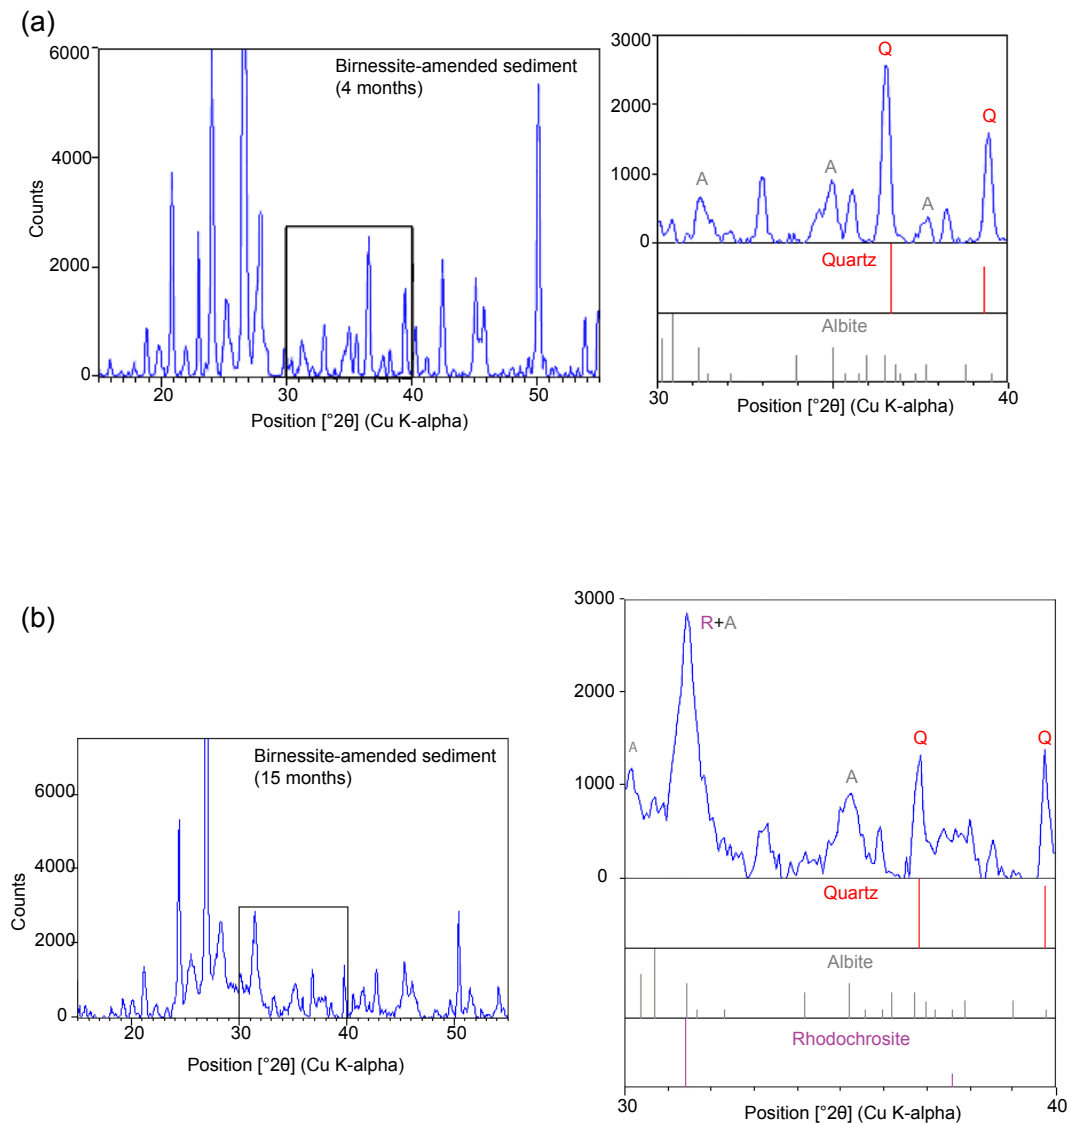 (a)
6000
4000
2000
0
Counts
Birnessite-amended sediment
(4 months)
20
30
40
50
Position [°2θ] (Cu K-alpha)
3000
2000
1000
0
A
A
Q
A
Q
Quartz
Albite
30
40
Position [°2θ] (Cu K-alpha)
(b)
6000
4000
2000
0
Counts
Birnessite-amended sediment
(15 months)
20
30
40
50
Position [°2θ] (Cu K-alpha)
3000
2000
1000
0
A
R+A
A
Q
Q
Quartz
Albite
Rhodochrosite
30
40
Position [°2θ] (Cu K-alpha)